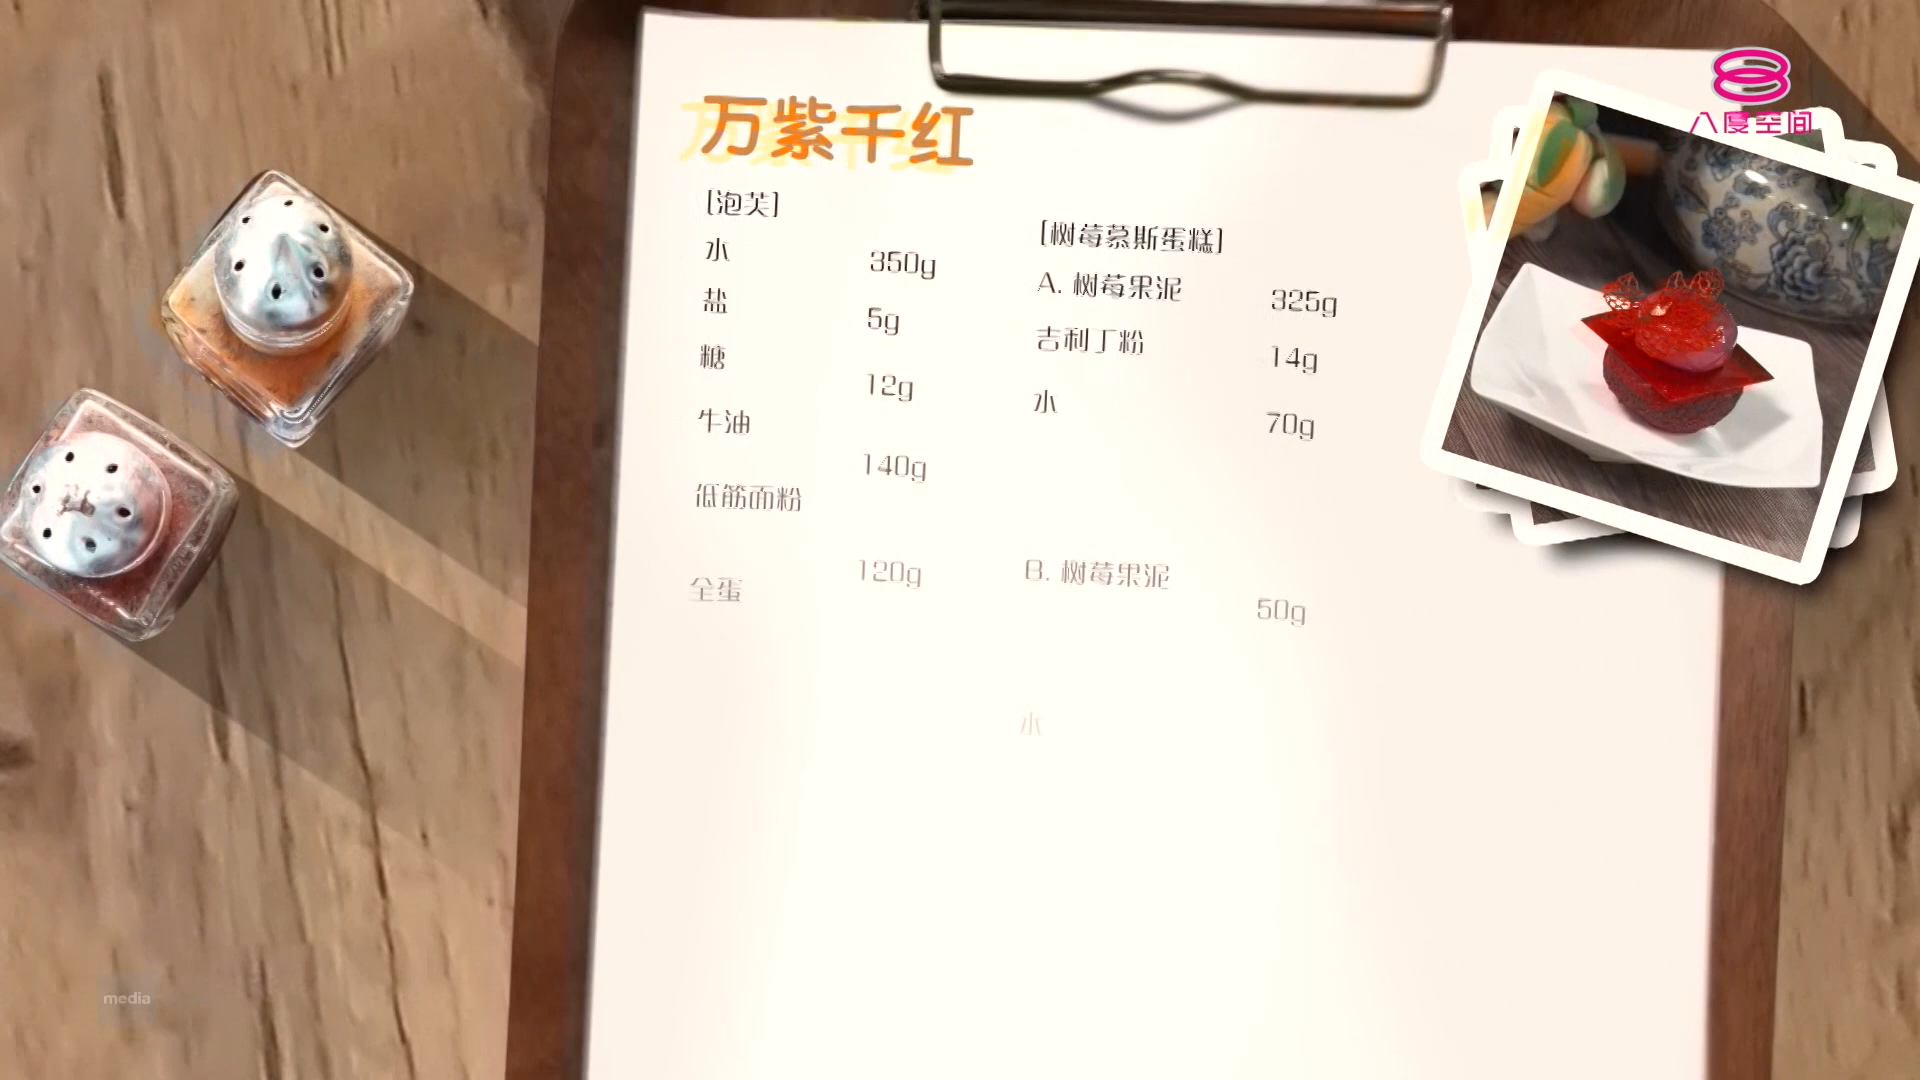 八度空间
万紫千红
[泡芙]
水 350g
盐 5g
糖 12g
牛油 140g
低筋面粉 120g
全蛋
[树莓慕斯蛋糕]
A. 树莓果泥 325g
吉利丁粉 14g
水 70g
B. 树莓果泥 50g
水
media